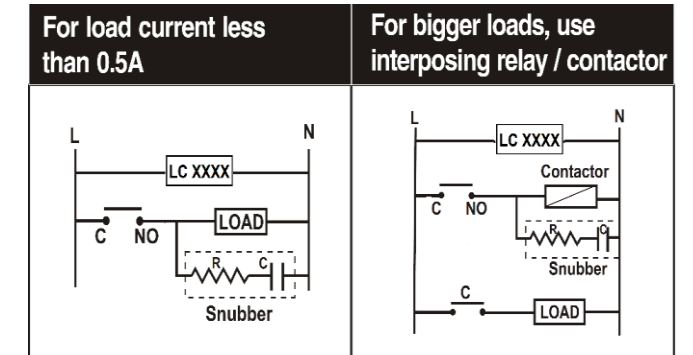 For load current less
than 0.5A
For bigger loads, use
interposing relay / contactor
L N
LC XXXX
C NO LOAD
R C
Snubber
L N
LC XXXX
Contactor
C NO
R C
Snubber
C
LOAD